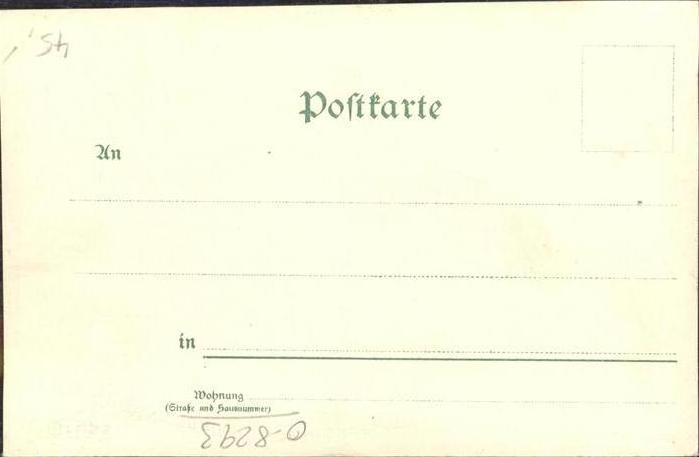 45,-
Postkarte
An
in
Wohnung
(Straße und Hausnummer)
0-8293